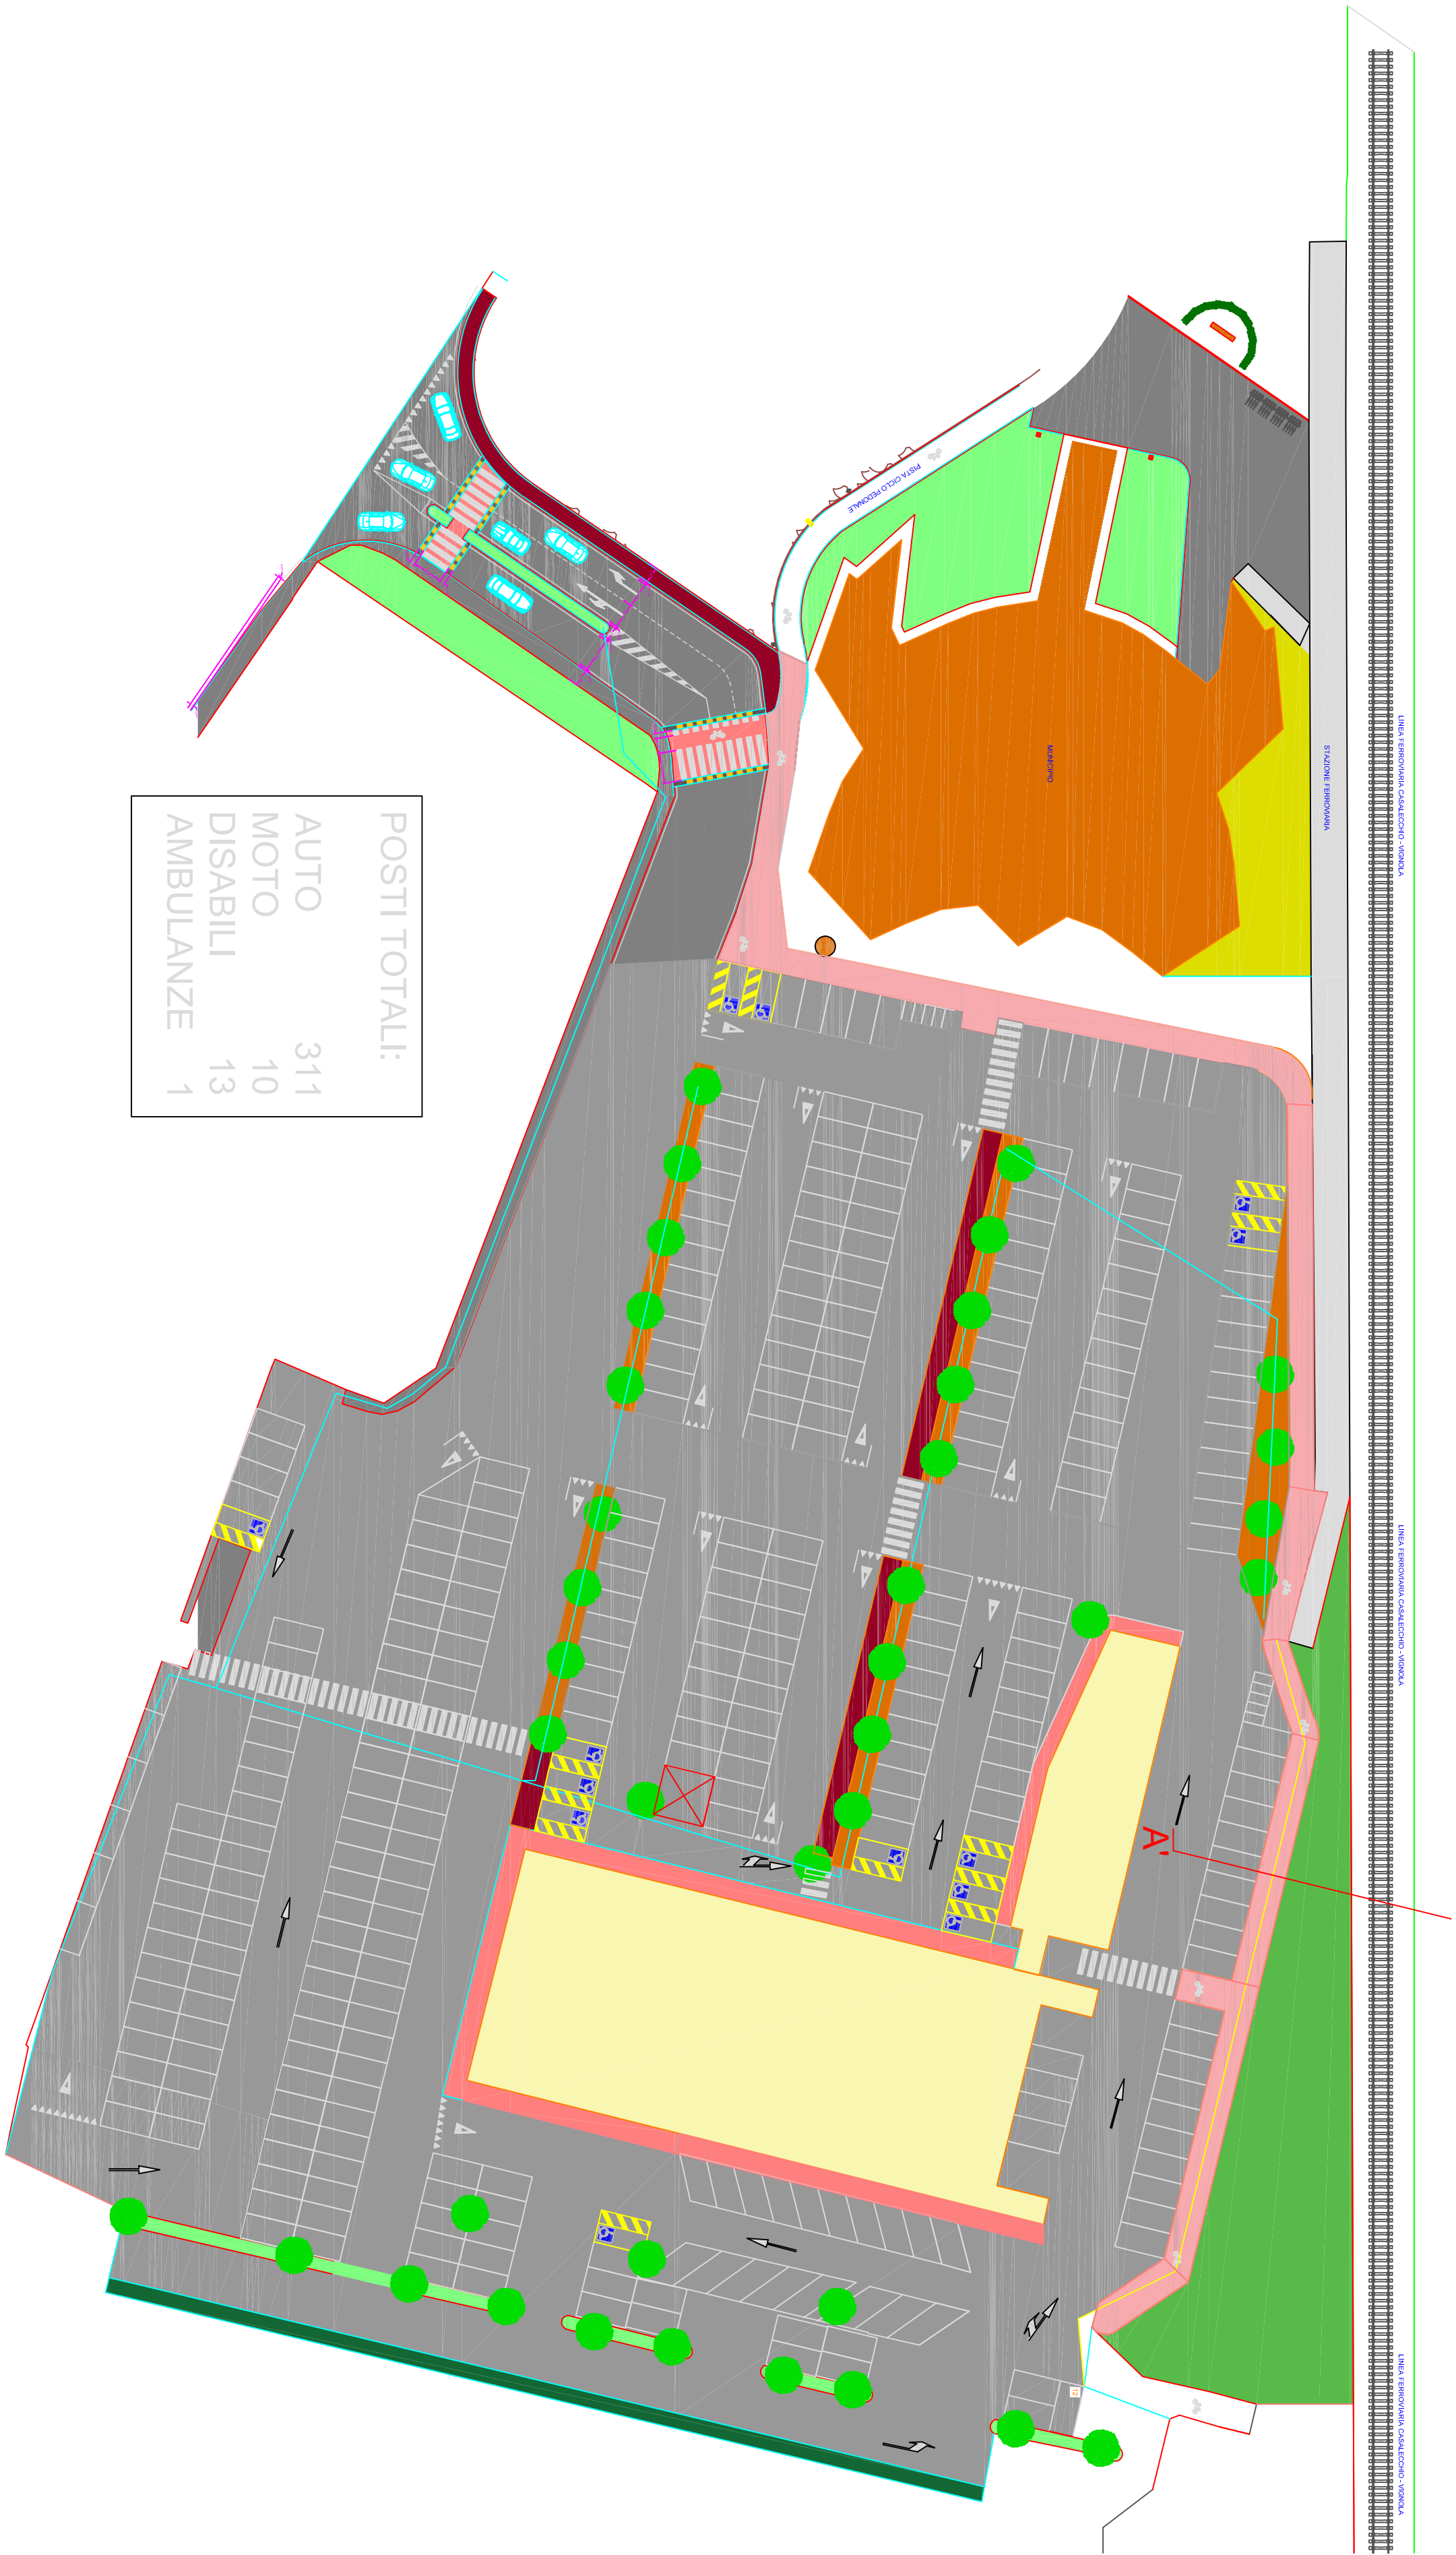 LINEA FERROVIARIA CASALECCHIO - VIGNOLA
LINEA FERROVIARIA CASALECCHIO - VIGNOLA
LINEA FERROVIARIA CASALECCHIO - VIGNOLA
STAZIONE FERROVIARIA
MUNICIPIO
PISTA CICLO PEDONALE
A'
POSTI TOTALI:
AUTO 311
MOTO 10
DISABILI 13
AMBULANZE 1